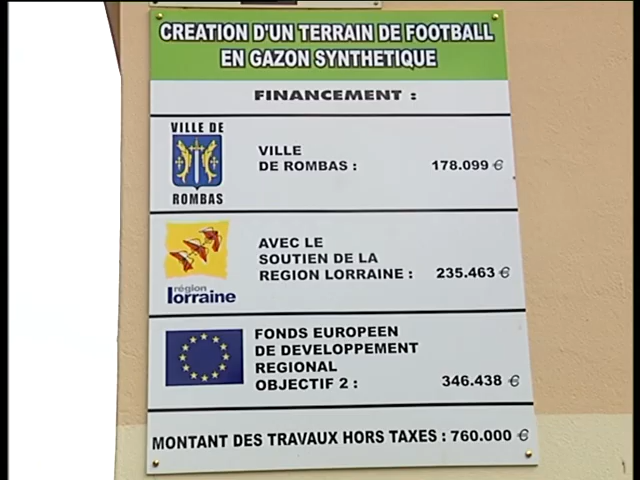 CREATION D'UN TERRAIN DE FOOTBALL
EN GAZON SYNTHETIQUE
FINANCEMENT :
VILLE DE
ROMBAS
VILLE
DE ROMBAS : 178.099 €
région
lorraine
AVEC LE
SOUTIEN DE LA
REGION LORRAINE : 235.463 €
FONDS EUROPEEN
DE DEVELOPPEMENT
REGIONAL
OBJECTIF 2 : 346.438 €
MONTANT DES TRAVAUX HORS TAXES : 760.000 €